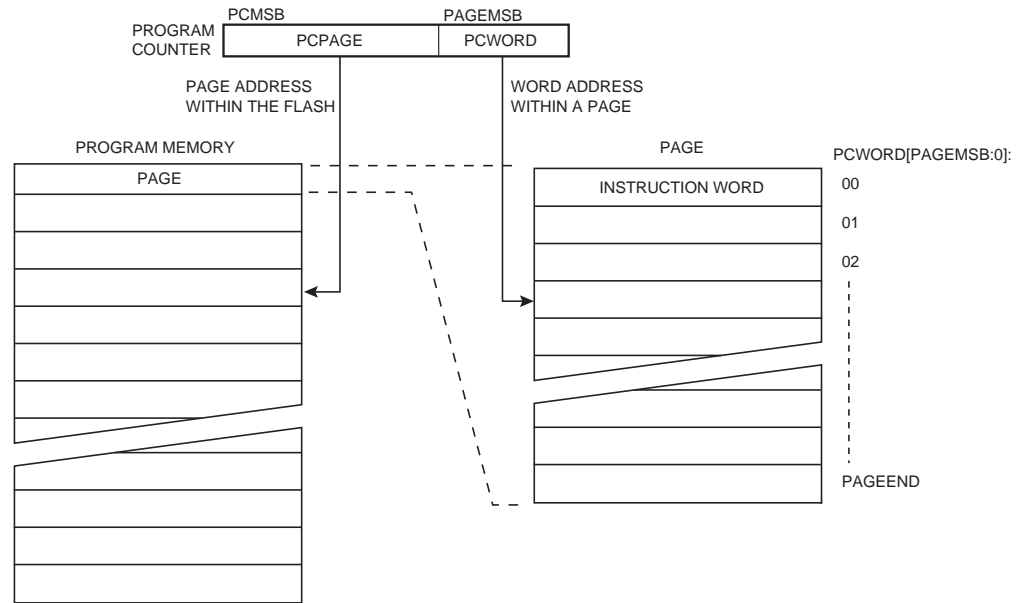 PCMSB
PAGEMSB
PROGRAM
COUNTER
PCPAGE
PCWORD
PAGE ADDRESS
WITHIN THE FLASH
WORD ADDRESS
WITHIN A PAGE
PROGRAM MEMORY
PAGE
PAGE
INSTRUCTION WORD
PCWORD[PAGEMSB:0]:
00
01
02
PAGEEND